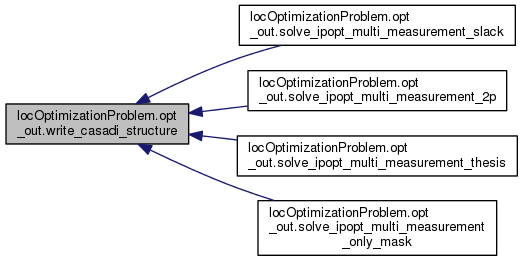 locOptimizationProblem.opt
_out.solve_ipopt_multi_measurement_slack
locOptimizationProblem.opt
_out.solve_ipopt_multi_measurement_2p
locOptimizationProblem.opt
_out.write_casadi_structure
locOptimizationProblem.opt
_out.solve_ipopt_multi_measurement_thesis
locOptimizationProblem.opt
_out.solve_ipopt_multi_measurement
_only_mask